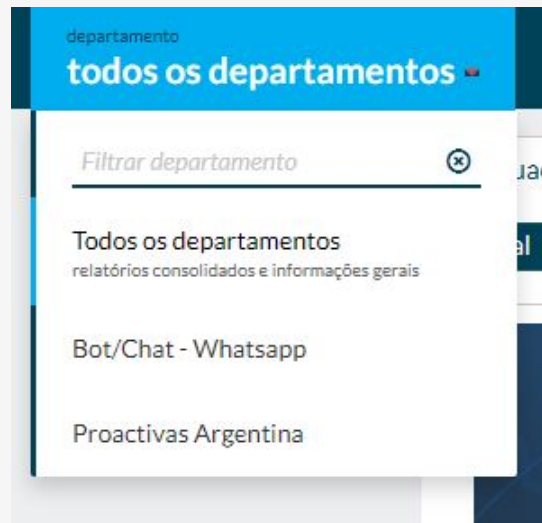 departamento
todos os departamentos
Filtrar departamento
Todos os departamentos
relatórios consolidados e informações gerais
Bot/Chat - Whatsapp
Proactivas Argentina